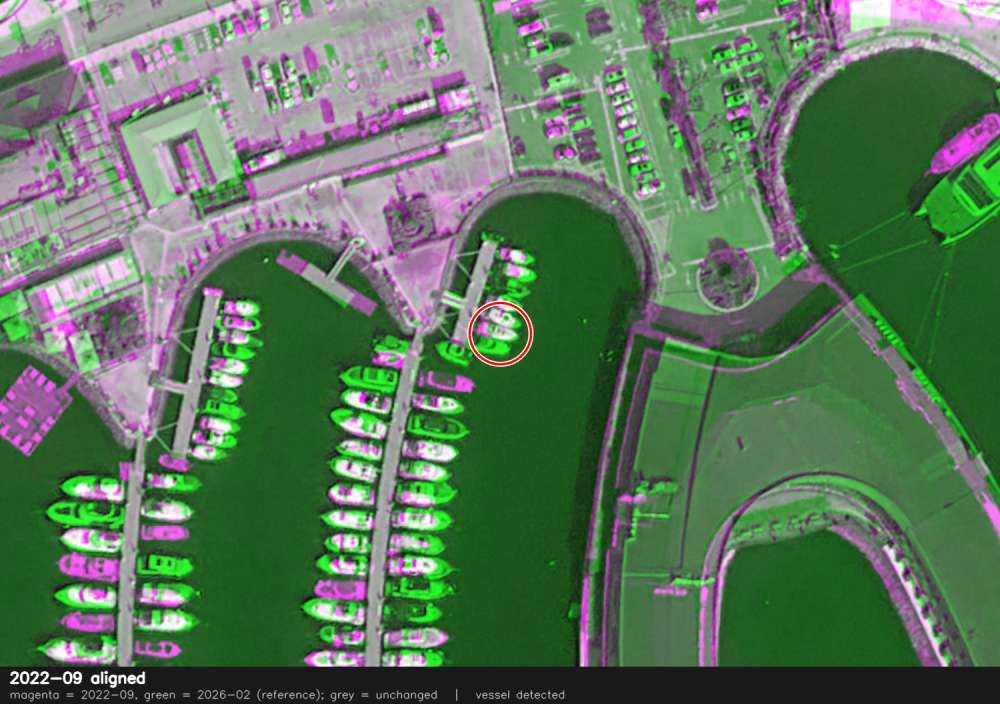 2022-09 aligned
magenta = 2022-09, green = 2026-02 (reference); grey = unchanged | vessel detected